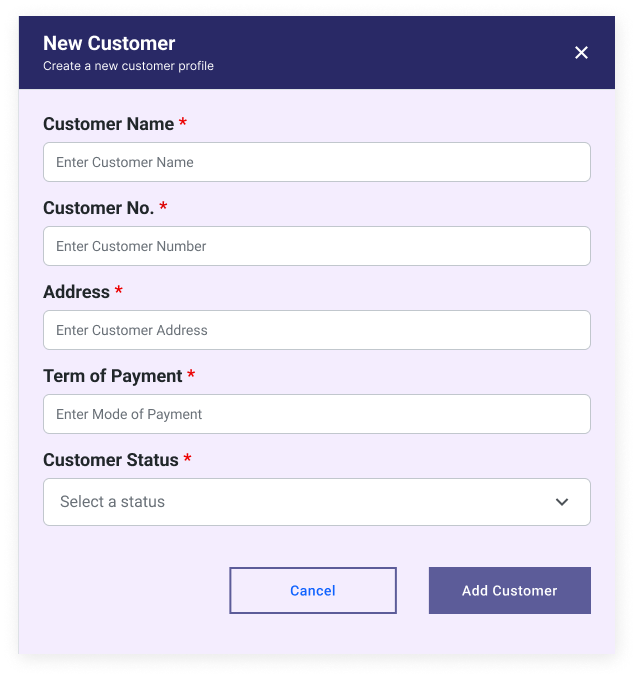 New Customer
Create a new customer profile
Customer Name *
Enter Customer Name
Customer No. *
Enter Customer Number
Address *
Enter Customer Address
Term of Payment *
Enter Mode of Payment
Customer Status *
Select a status
Cancel
Add Customer